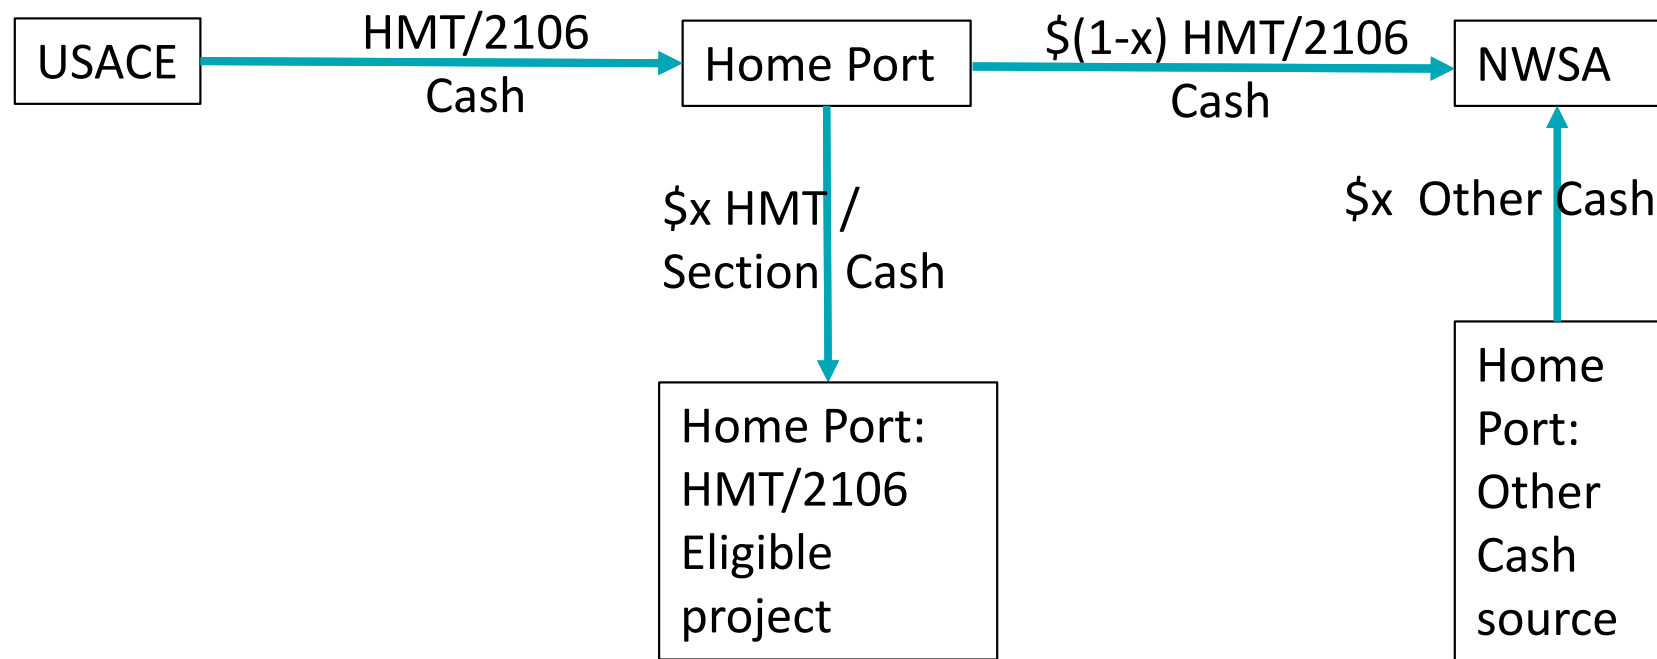 USACE
HMT/2106
Cash
Home Port
$(1-x) HMT/2106
Cash
NWSA
$x HMT /
Section Cash
$x Other Cash
Home Port:
HMT/2106
Eligible
project
Home
Port:
Other
Cash
source